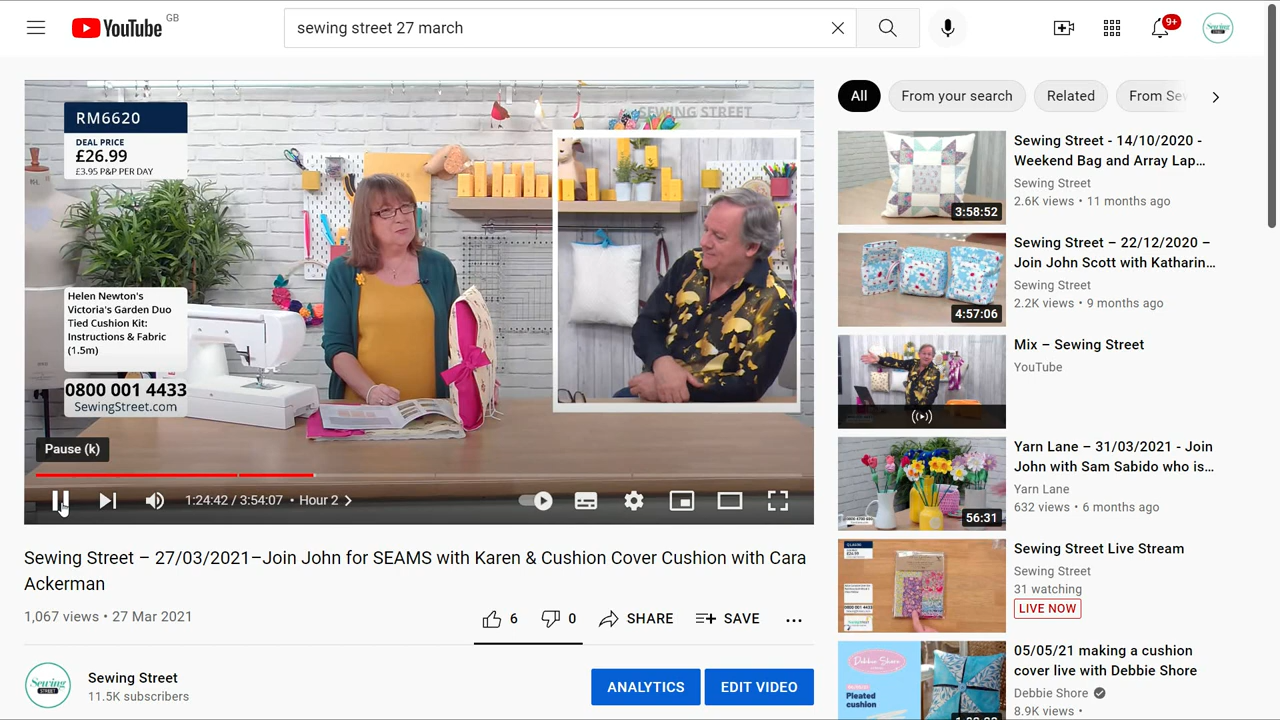 YouTube GB
sewing street 27 march
9+
Sewing STREET
RM6620
DEAL PRICE
£26.99
£3.95 P&P PER DAY
SEWING STREET
Helen Newton's
Victoria's Garden Duo
Tied Cushion Kit:
Instructions & Fabric
(1.5m)
0800 001 4433
SewingStreet.com
Pause (k)
1:24:42 / 3:54:07 • Hour 2
Sewing Street – 27/03/2021–Join John for SEAMS with Karen & Cushion Cover Cushion with Cara
Ackerman
1,067 views • 27 Mar 2021
6
0
SHARE
SAVE
Sewing
STREET
Sewing Street
11.5K subscribers
ANALYTICS
EDIT VIDEO
All
From your search
Related
From Se
3:58:52
Sewing Street - 14/10/2020 -
Weekend Bag and Array Lap...
Sewing Street
2.6K views • 11 months ago
4:57:06
Sewing Street – 22/12/2020 –
Join John Scott with Katharin...
Sewing Street
2.2K views • 9 months ago
Mix – Sewing Street
YouTube
56:31
Yarn Lane – 31/03/2021 - Join
John with Sam Sabido who is...
Yarn Lane
632 views • 6 months ago
Sewing Street Live Stream
Sewing Street
31 watching
LIVE NOW
Debbie Shore
Pleated
cushion
05/05/21 making a cushion
cover live with Debbie Shore
Debbie Shore
8.9K views •